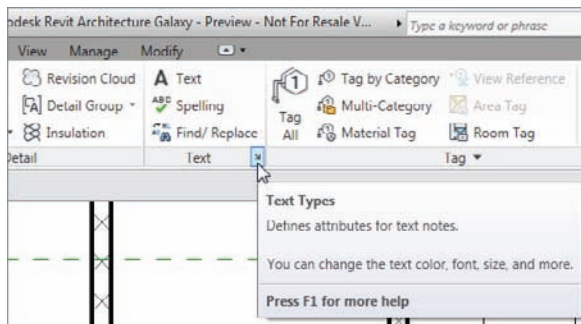 odesk Revit Architecture Galaxy - Preview - Not For Resale V... Type a keyword or phrase
View Manage Modify
Revision Cloud A Text 1 Tag by Category View Reference
[A] Detail Group ABC Spelling Multi-Category Area Tag
Insulation Find/ Replace Tag All Material Tag Room Tag
Detail Text Tag
Text Types
Defines attributes for text notes.
You can change the text color, font, size, and more.
Press F1 for more help